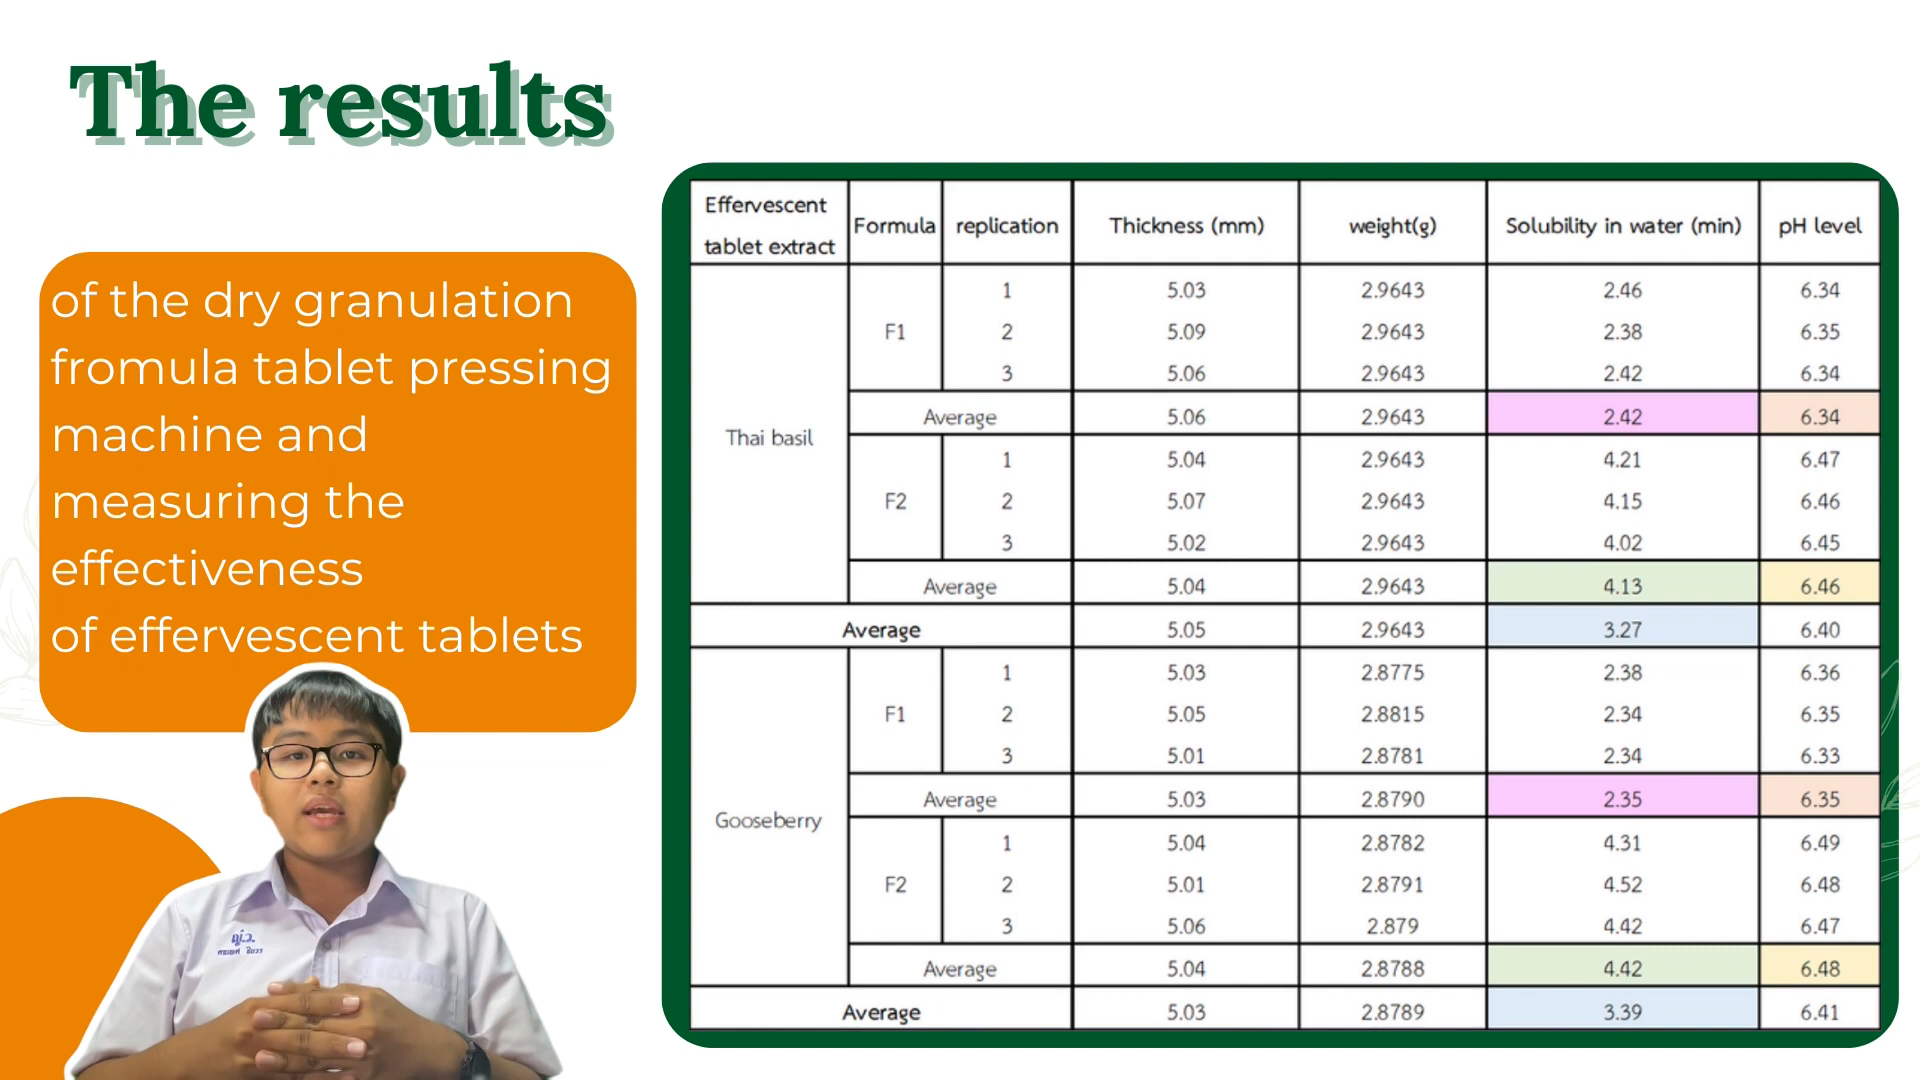 The results
of the dry granulation
fromula tablet pressing
machine and
measuring the
effectiveness
of effervescent tablets
ญ.ว.
Effervescent tablet extract Formula replication Thickness (mm) weight(g) Solubility in water (min) pH level
Thai basil
F1
1 5.03 2.9643 2.46 6.34
2 5.09 2.9643 2.38 6.35
3 5.06 2.9643 2.42 6.34
Average 5.06 2.9643 2.42 6.34
F2
1 5.04 2.9643 4.21 6.47
2 5.07 2.9643 4.15 6.46
3 5.02 2.9643 4.02 6.45
Average 5.04 2.9643 4.13 6.46
Average 5.05 2.9643 3.27 6.40
Gooseberry
F1
1 5.03 2.8775 2.38 6.36
2 5.05 2.8815 2.34 6.35
3 5.01 2.8781 2.34 6.33
Average 5.03 2.8790 2.35 6.35
F2
1 5.04 2.8782 4.31 6.49
2 5.01 2.8791 4.52 6.48
3 5.06 2.879 4.42 6.47
Average 5.04 2.8788 4.42 6.48
Average 5.03 2.8789 3.39 6.41